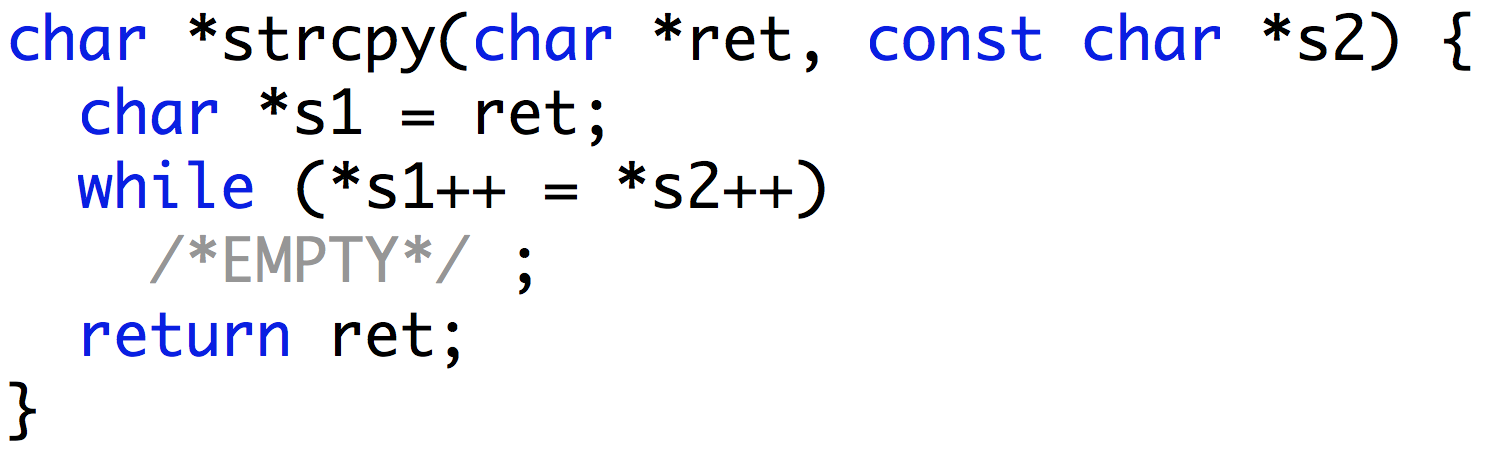 char *strcpy(char *ret, const char *s2) {
  char *s1 = ret;
  while (*s1++ = *s2++)
    /*EMPTY*/ ;
  return ret;
}